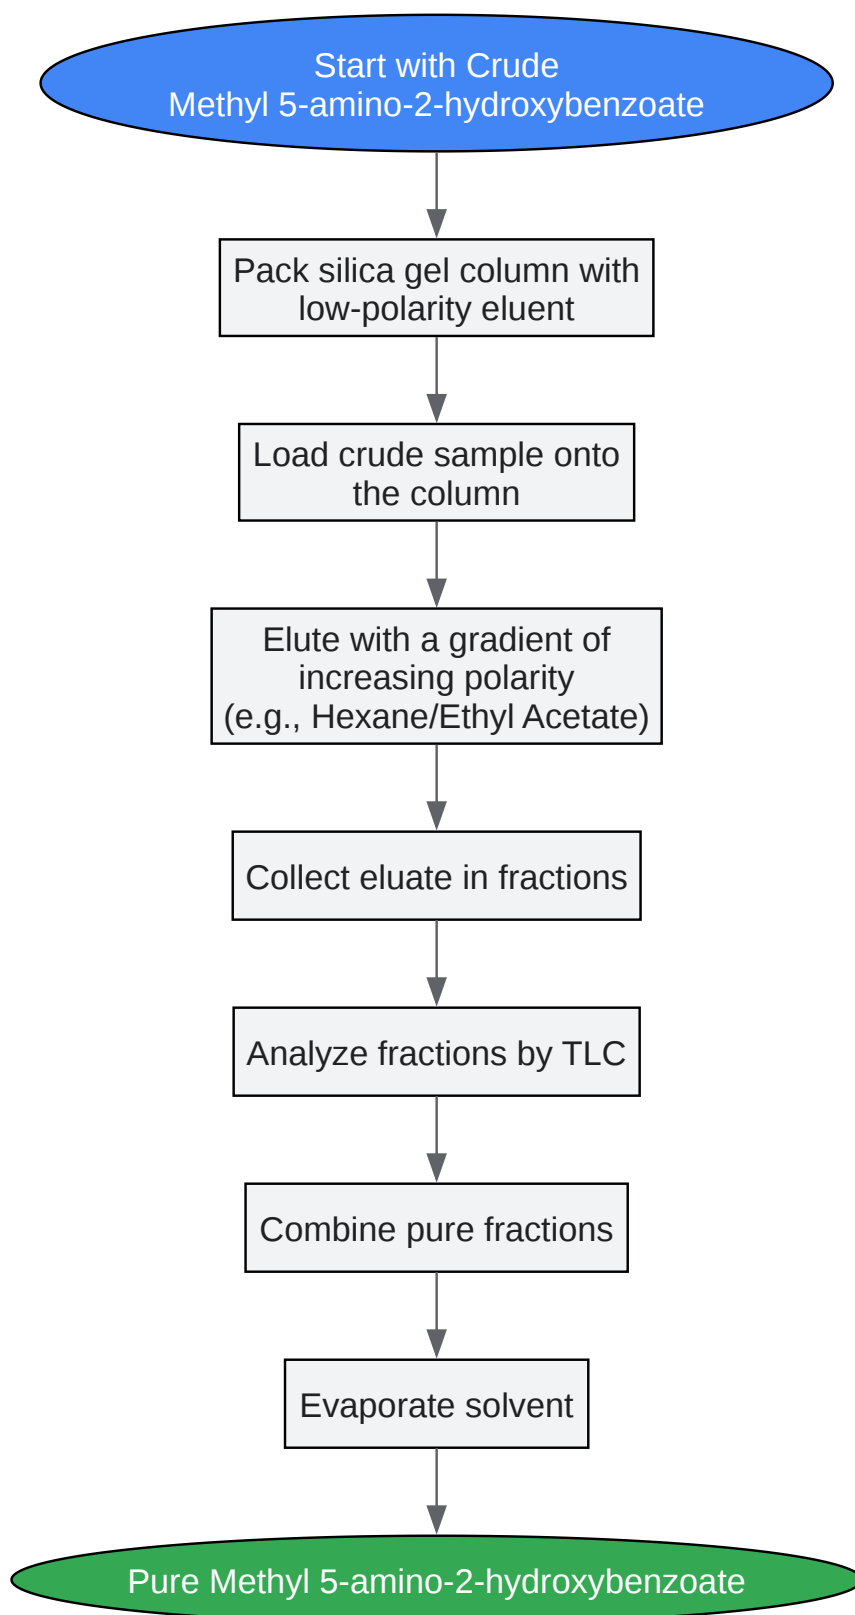 Start with Crude
Methyl 5-amino-2-hydroxybenzoate
Pack silica gel column with
low-polarity eluent
Load crude sample onto
the column
Elute with a gradient of
increasing polarity
(e.g., Hexane/Ethyl Acetate)
Collect eluate in fractions
Analyze fractions by TLC
Combine pure fractions
Evaporate solvent
Pure Methyl 5-amino-2-hydroxybenzoate